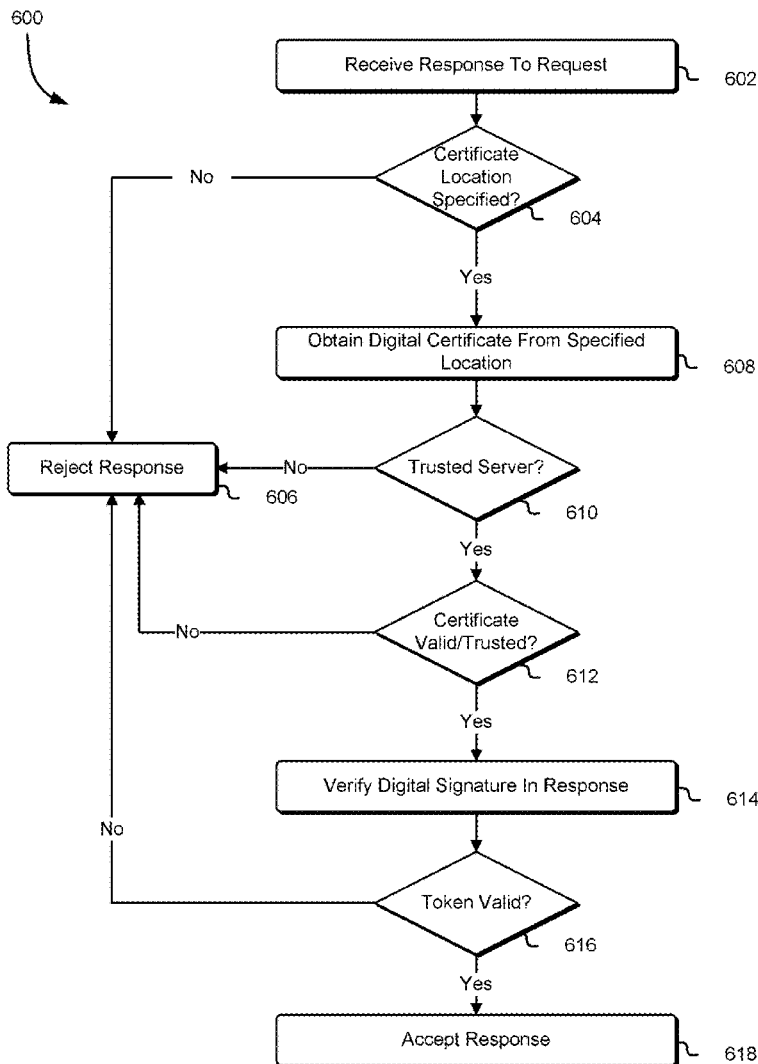 600
Receive Response To Request
602
Certificate
Location
Specified?
604
No
Yes
Obtain Digital Certificate From Specified
Location
608
Reject Response
606
No
Trusted Server?
610
Yes
Certificate
Valid/Trusted?
612
No
Yes
Verify Digital Signature In Response
614
No
Token Valid?
616
Yes
Accept Response
618